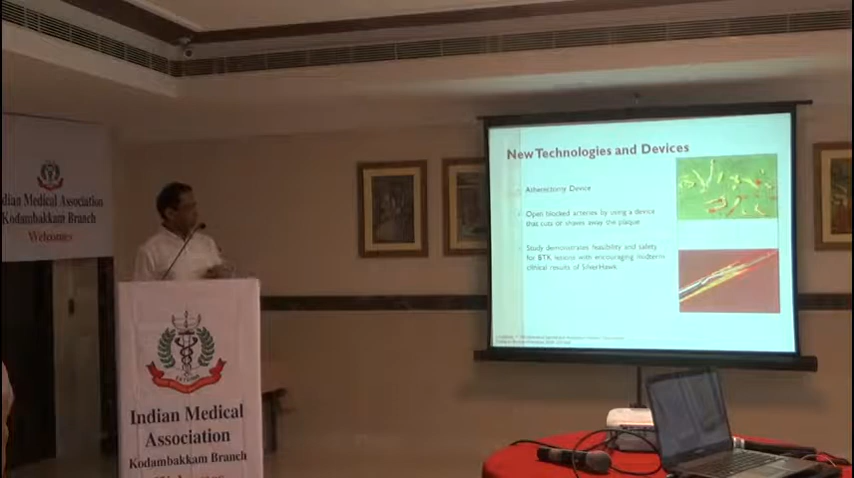 ndian Medical Association
Kodambakkam Branch
Welcomes
New Technologies and Devices
Atherectomy Device
Open blocked arteries by using a device
that cuts or shaves away the plaque
Study demonstrates feasibility and safety
for BTK lesions with encouraging midterm
clinical results of SilverHawk
Indian Medical
Association
Kodambakkam Branch